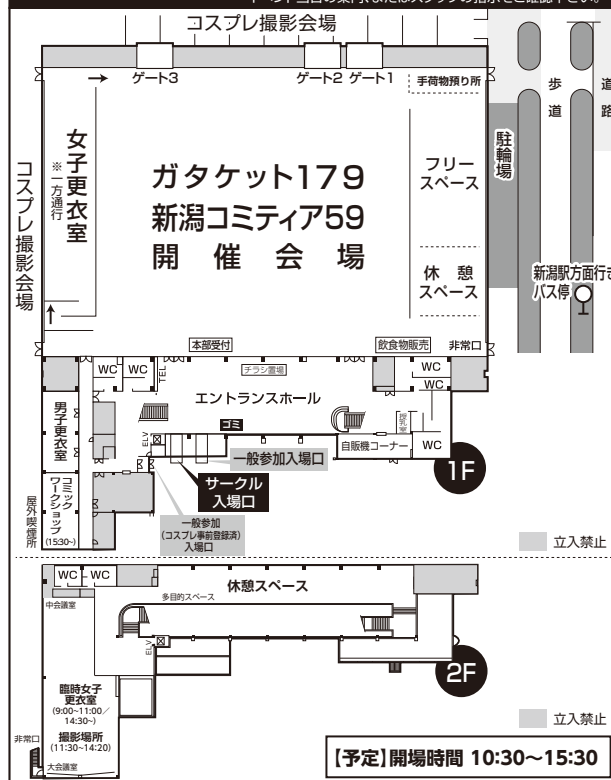 コスプレ撮影会場
ゲート3
ゲート2
ゲート1
手荷物預り所
歩道
道路
駐輪場
女子更衣室
※一方通行
コスプレ撮影会場
ガタケット179
新潟コミティア59
開催会場
フリー
スペース
休憩
スペース
新潟駅方面行き
バス停
本部受付
飲食物販売
非常口
WC
WC
TEL
チラシ置場
WC
WC
エントランスホール
男子更衣室
ゴミ
授乳室
ELV
自販機コーナー
WC
一般参加入場口
1F
サークル
入場口
コミック
ワークショップ
(15:30~)
屋外喫煙所
一般参加
(コスプレ事前登録済)
入場口
立入禁止
WC
WC
休憩スペース
多目的スペース
中会議室
ELV
2F
臨時女子
更衣室
(9:00~11:00/
14:30~)
撮影場所
(11:30~14:20)
非常口
大会議室
立入禁止
【予定】開場時間 10:30~15:30